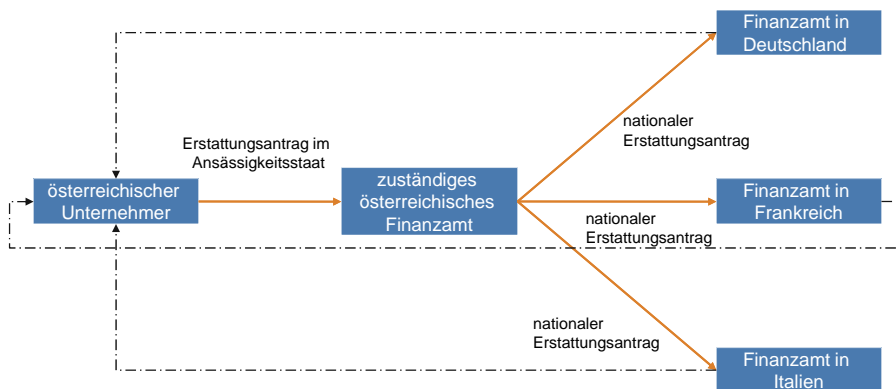 Finanzamt in
Deutschland
nationaler
Erstattungsantrag
Erstattungsantrag im
Ansässigkeitsstaat
österreichischer
Unternehmer
zuständiges
österreichisches
Finanzamt
Finanzamt in
Frankreich
nationaler
Erstattungsantrag
nationaler
Erstattungsantrag
Finanzamt in
Italien